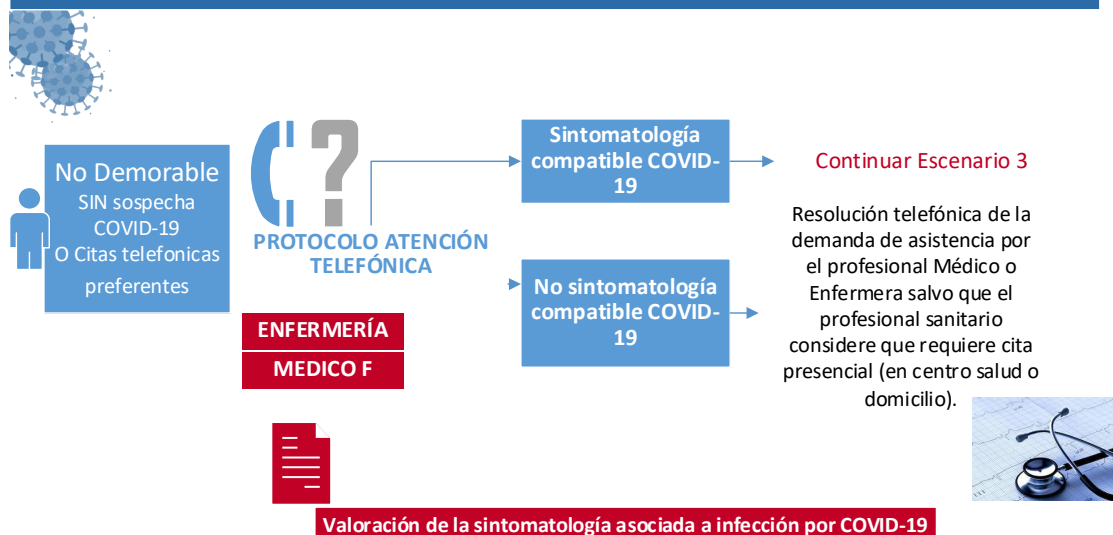 No Demorable
SIN sospecha
COVID-19
O Citas telefonicas
preferentes
PROTOCOLO ATENCIÓN
TELEFÓNICA
ENFERMERÍA
MEDICO F
Sintomatología
compatible COVID-
19
Continuar Escenario 3
No sintomatología
compatible COVID-
19
Resolución telefónica de la
demanda de asistencia por
el profesional Médico o
Enfermera salvo que el
profesional sanitario
considere que requiere cita
presencial (en centro salud o
domicilio).
Valoración de la sintomatología asociada a infección por COVID-19